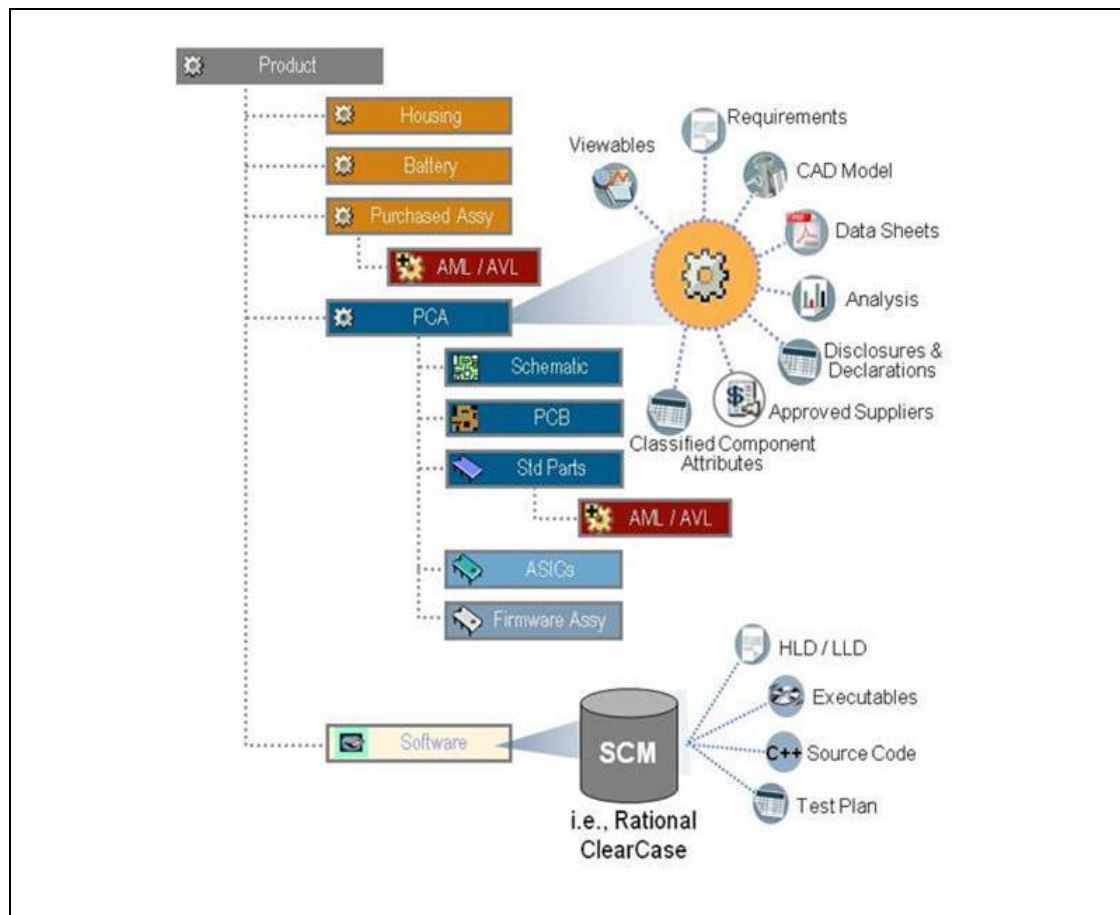 Product
Housing
Battery
Purchased Assy
AML / AVL
PCA
Schematic
PCB
Std Parts
AML / AVL
ASICs
Firmware Assy
Software
Viewables
Requirements
CAD Model
PDF
Data Sheets
Analysis
Disclosures &
Declarations
Approved Suppliers
Classified Component
Attributes
SCM
i.e., Rational
ClearCase
HLD / LLD
Executables
C++ Source Code
Test Plan